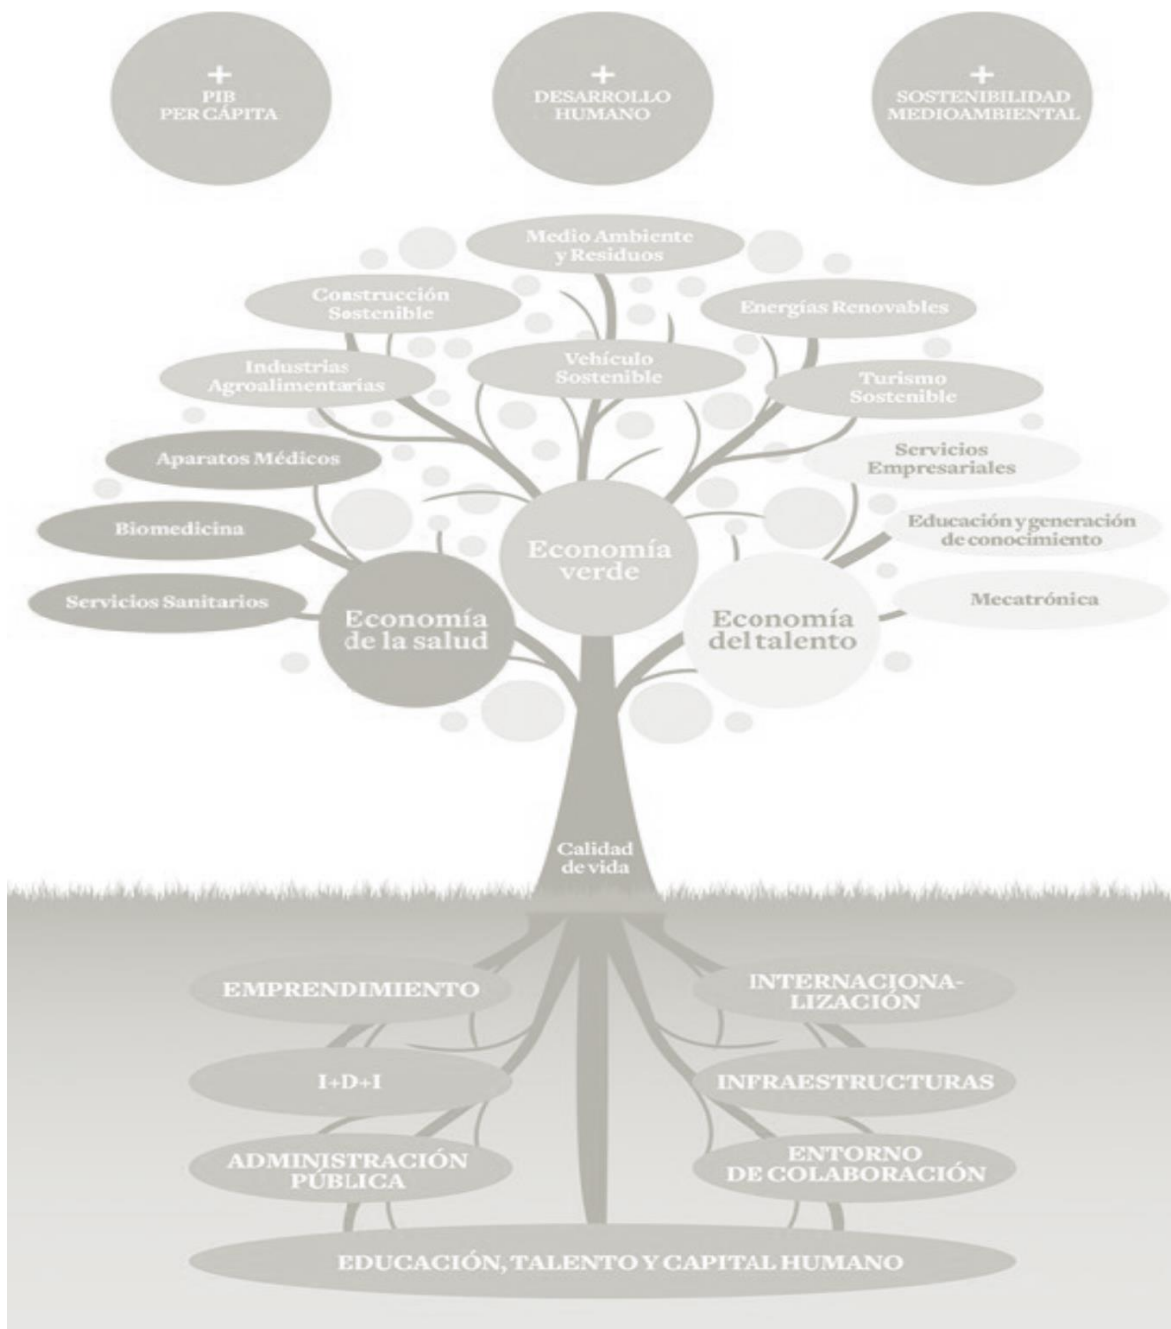 +
PIB
PER CÁPITA
+
DESARROLLO
HUMANO
+
SOSTENIBILIDAD
MEDIOAMBIENTAL
Medio Ambiente
y Residuos
Construcción
Sostenible
Energías Renovables
Industrias
Agroalimentarías
Vehículo
Sostenible
Turismo
Sostenible
Aparatos Médicos
Servicios
Empresariales
Biomedicina
Educación y generación
de conocimiento
Economía
verde
Servicios Sanitarios
Mecatrónica
Economía
de la salud
Economía
del talento
Calidad
de vida
EMPRENDIMIENTO
INTERNACIONA-
LIZACIÓN
I+D+I
INFRAESTRUCTURAS
ADMINISTRACIÓN
PÚBLICA
ENTORNO
DE COLABORACIÓN
EDUCACIÓN, TALENTO Y CAPITAL HUMANO